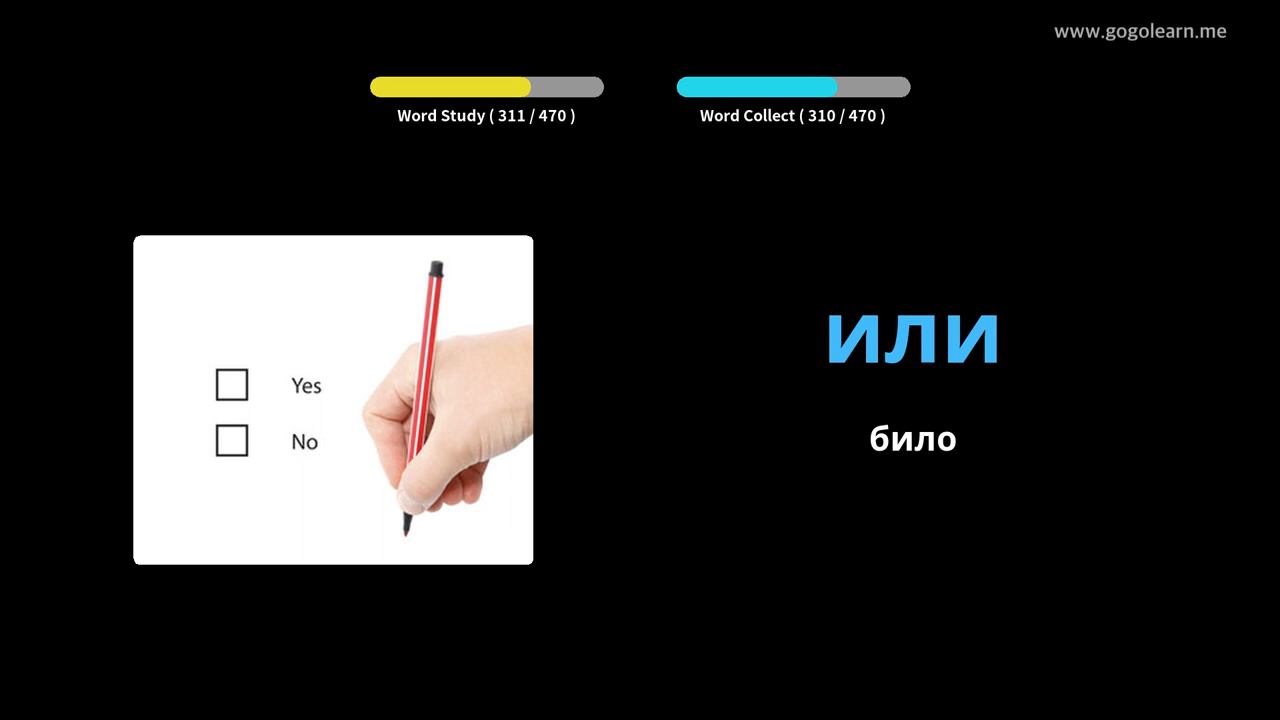 www.gogolearn.me
Word Study ( 311 / 470 )
Word Collect ( 310 / 470 )
Yes
No
или
било